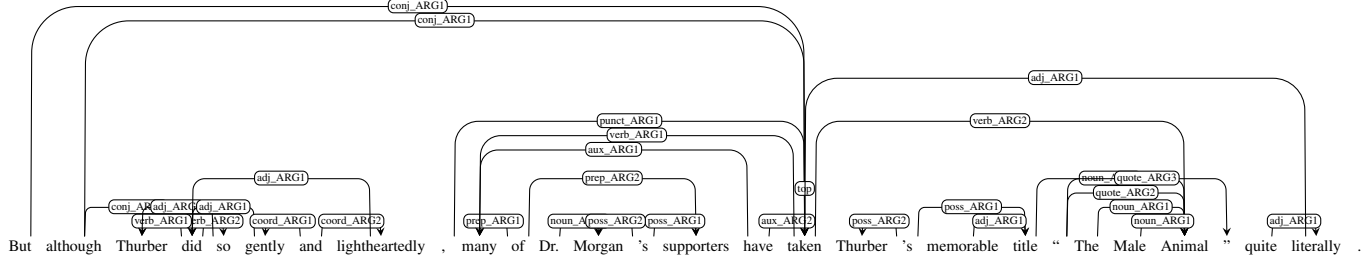 conj_ARG1
conj_ARG1
adj_ARG1
punct_ARG1 verb_ARG2
verb_ARG1
aux_ARG1
adj_ARG1 prep_ARG2 quote_ARG3
top
quote_ARG2
adj_ARG1 poss_ARG1 noun_ARG1
verb_ARG1 coord_ARG1 coord_ARG2 prep_ARG1 poss_ARG2 poss_ARG1 aux_ARG2 poss_ARG2 adj_ARG1 noun_ARG1 adj_ARG1
But although Thurber did so gently and lightheartedly , many of Dr. Morgan 's supporters have taken Thurber 's memorable title “ The Male Animal ” quite literally .